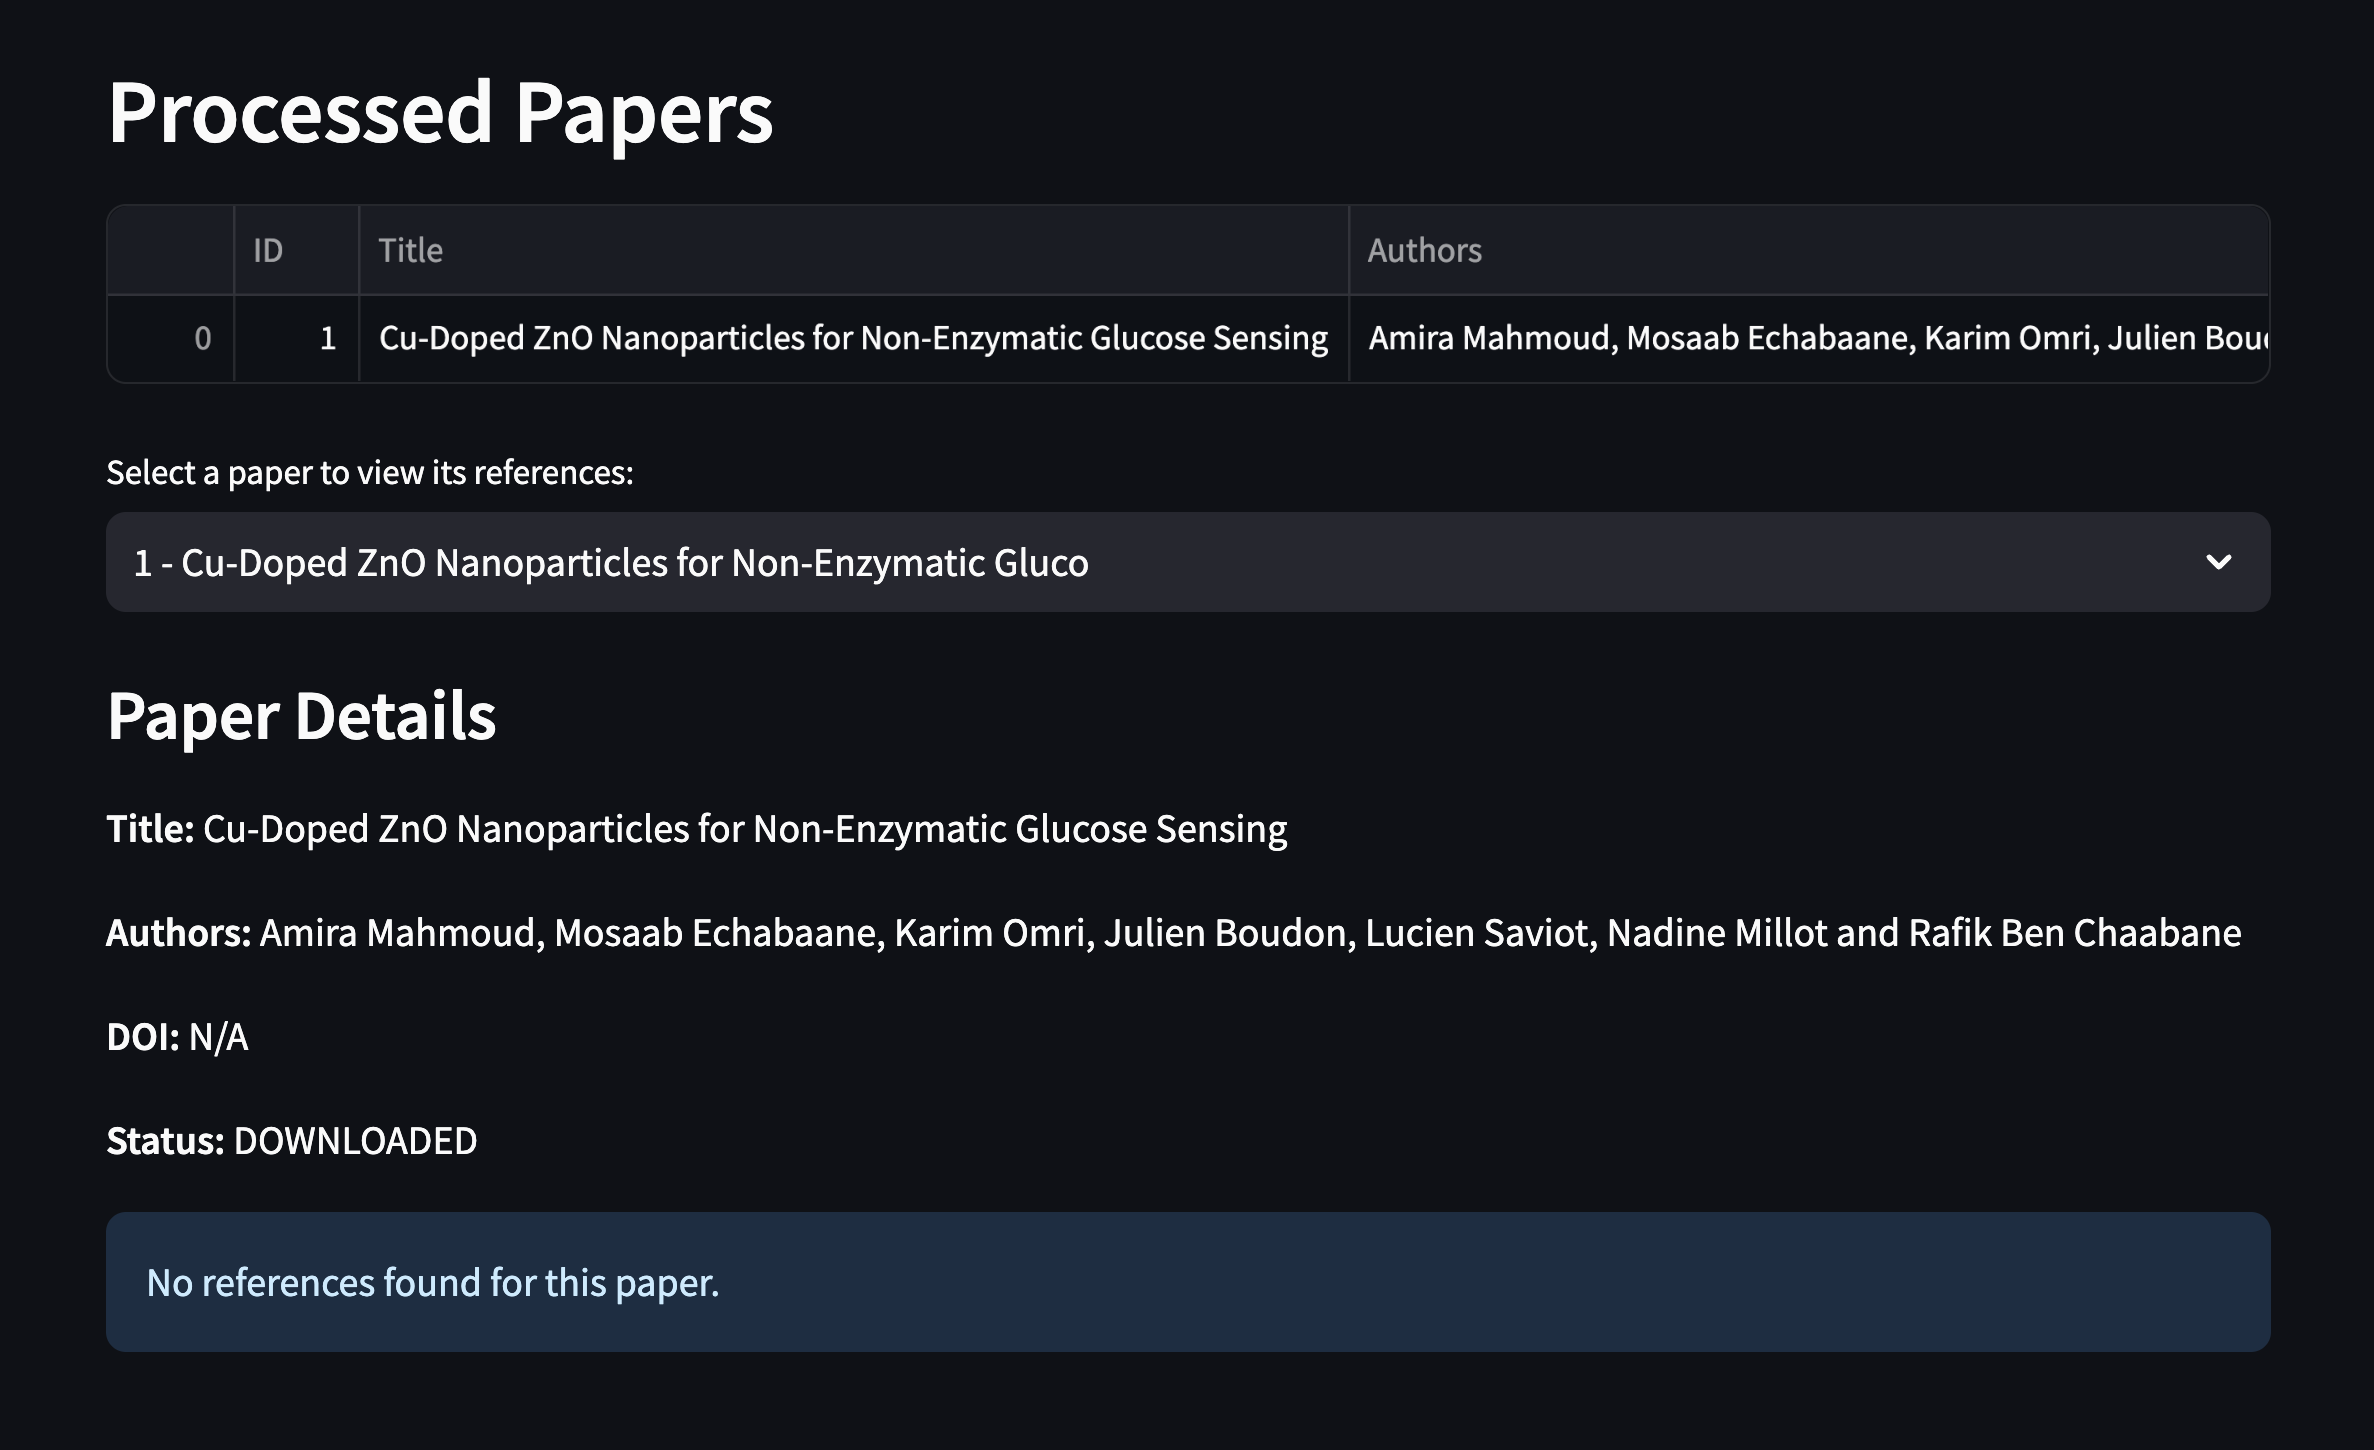 Processed Papers
ID Title Authors
0 1 Cu-Doped ZnO Nanoparticles for Non-Enzymatic Glucose Sensing Amira Mahmoud, Mosaab Echabaane, Karim Omri, Julien
Select a paper to view its references:
1 - Cu-Doped ZnO Nanoparticles for Non-Enzymatic Gluco
Paper Details
Title: Cu-Doped ZnO Nanoparticles for Non-Enzymatic Glucose Sensing
Authors: Amira Mahmoud, Mosaab Echabaane, Karim Omri, Julien Boudon, Lucien Saviot, Nadine Millot and Rafik Ben Chaabane
DOI: N/A
Status: DOWNLOADED
No references found for this paper.